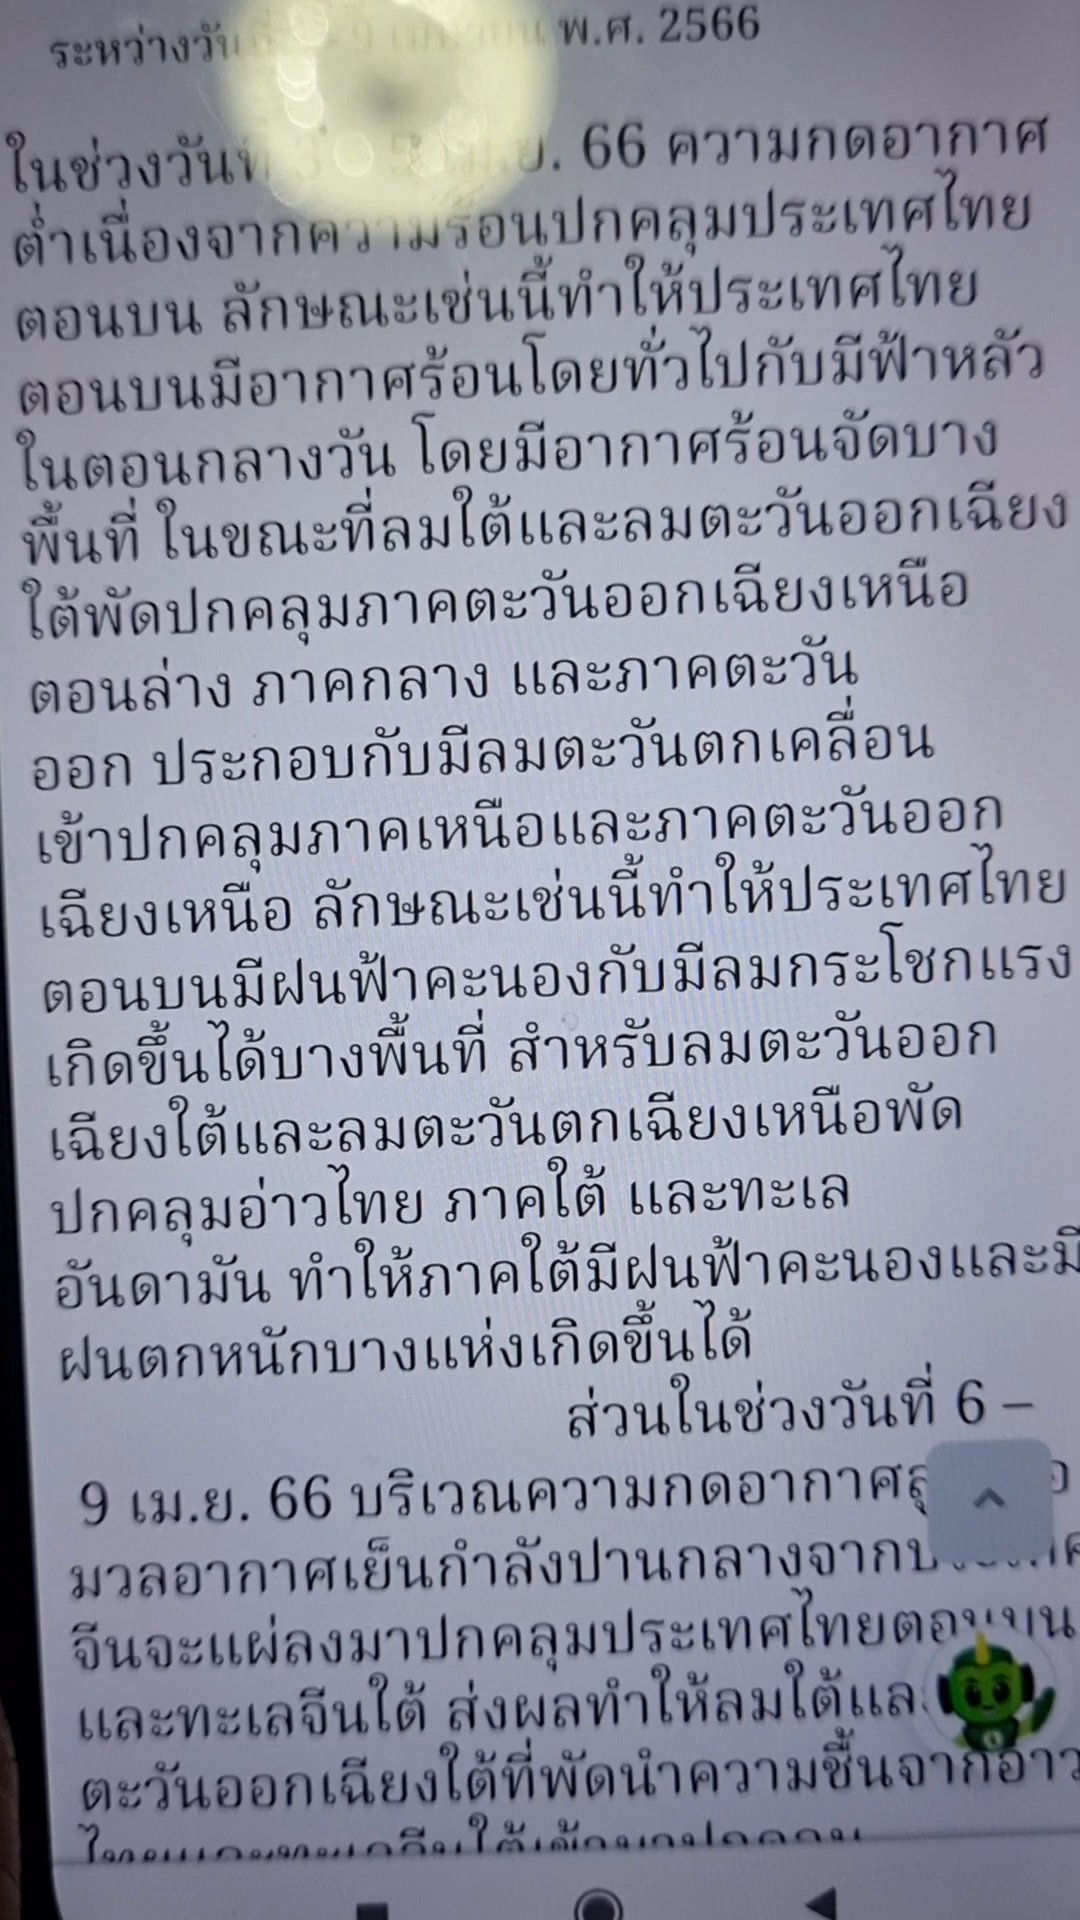 ระหว่างวันที่ 9 เมษายน พ.ศ. 2566
ในช่วงวันที่ 3 เม.ย. 66 ความกดอากาศ
ต่ำเนื่องจากความร้อนปกคลุมประเทศไทย
ตอนบน ลักษณะเช่นนี้ทำให้ประเทศไทย
ตอนบนมีอากาศร้อนโดยทั่วไปกับมีฟ้าหลัว
ในตอนกลางวัน โดยมีอากาศร้อนจัดบาง
พื้นที่ ในขณะที่ลมใต้และลมตะวันออกเฉียง
ใต้พัดปกคลุมภาคตะวันออกเฉียงเหนือ
ตอนล่าง ภาคกลาง และภาคตะวัน
ออก ประกอบกับมีลมตะวันตกเคลื่อน
เข้าปกคลุมภาคเหนือและภาคตะวันออก
เฉียงเหนือ ลักษณะเช่นนี้ทำให้ประเทศไทย
ตอนบนมีฝนฟ้าคะนองกับมีลมกระโชกแรง
เกิดขึ้นได้บางพื้นที่ สำหรับลมตะวันออก
เฉียงใต้และลมตะวันตกเฉียงเหนือพัด
ปกคลุมอ่าวไทย ภาคใต้ และทะเล
อันดามัน ทำให้ภาคใต้มีฝนฟ้าคะนองและมี
ฝนตกหนักบางแห่งเกิดขึ้นได้
ส่วนในช่วงวันที่ 6 –
9 เม.ย. 66 บริเวณความกดอากาศ
มวลอากาศเย็นกำลังปานกลางจาก
จีนจะแผ่ลงมาปกคลุมประเทศไทยตอนบน
และทะเลจีนใต้ ส่งผลทำให้ลมใต้และ
ตะวันออกเฉียงใต้ที่พัดนำความชื้นจากอ่าว